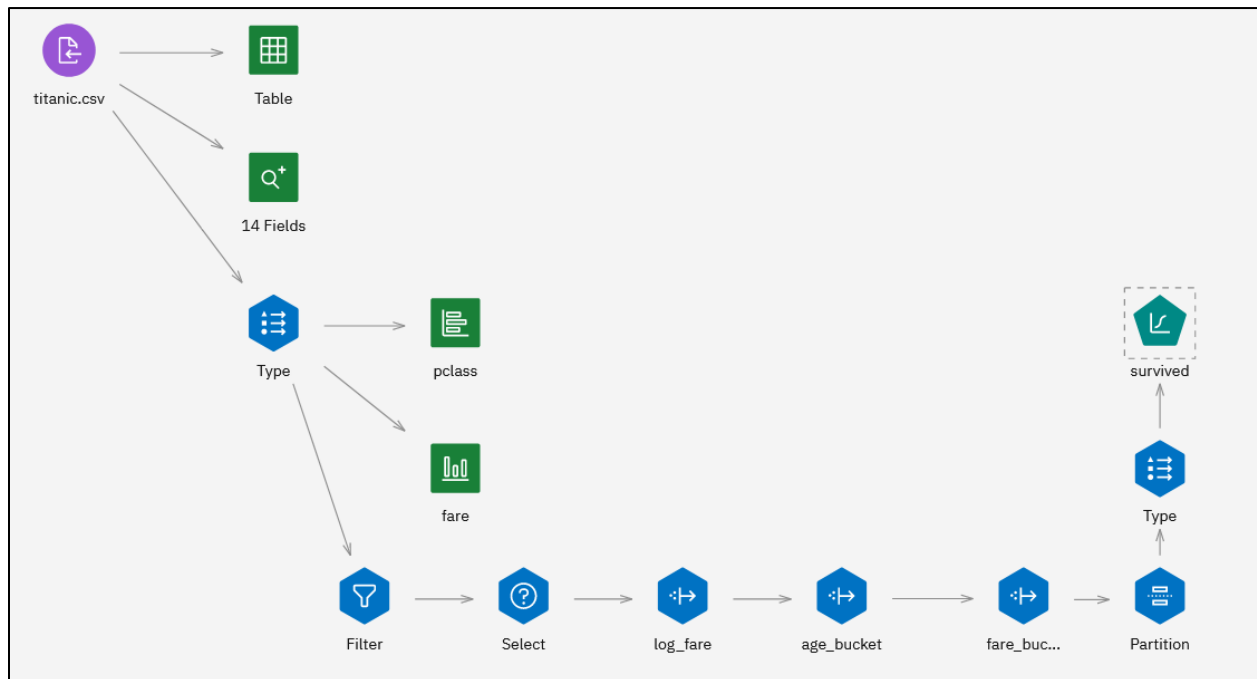 titanic.csv
Table
14 Fields
Type
pclass
survived
fare
Type
Filter
Select
log_fare
age_bucket
fare_buc...
Partition